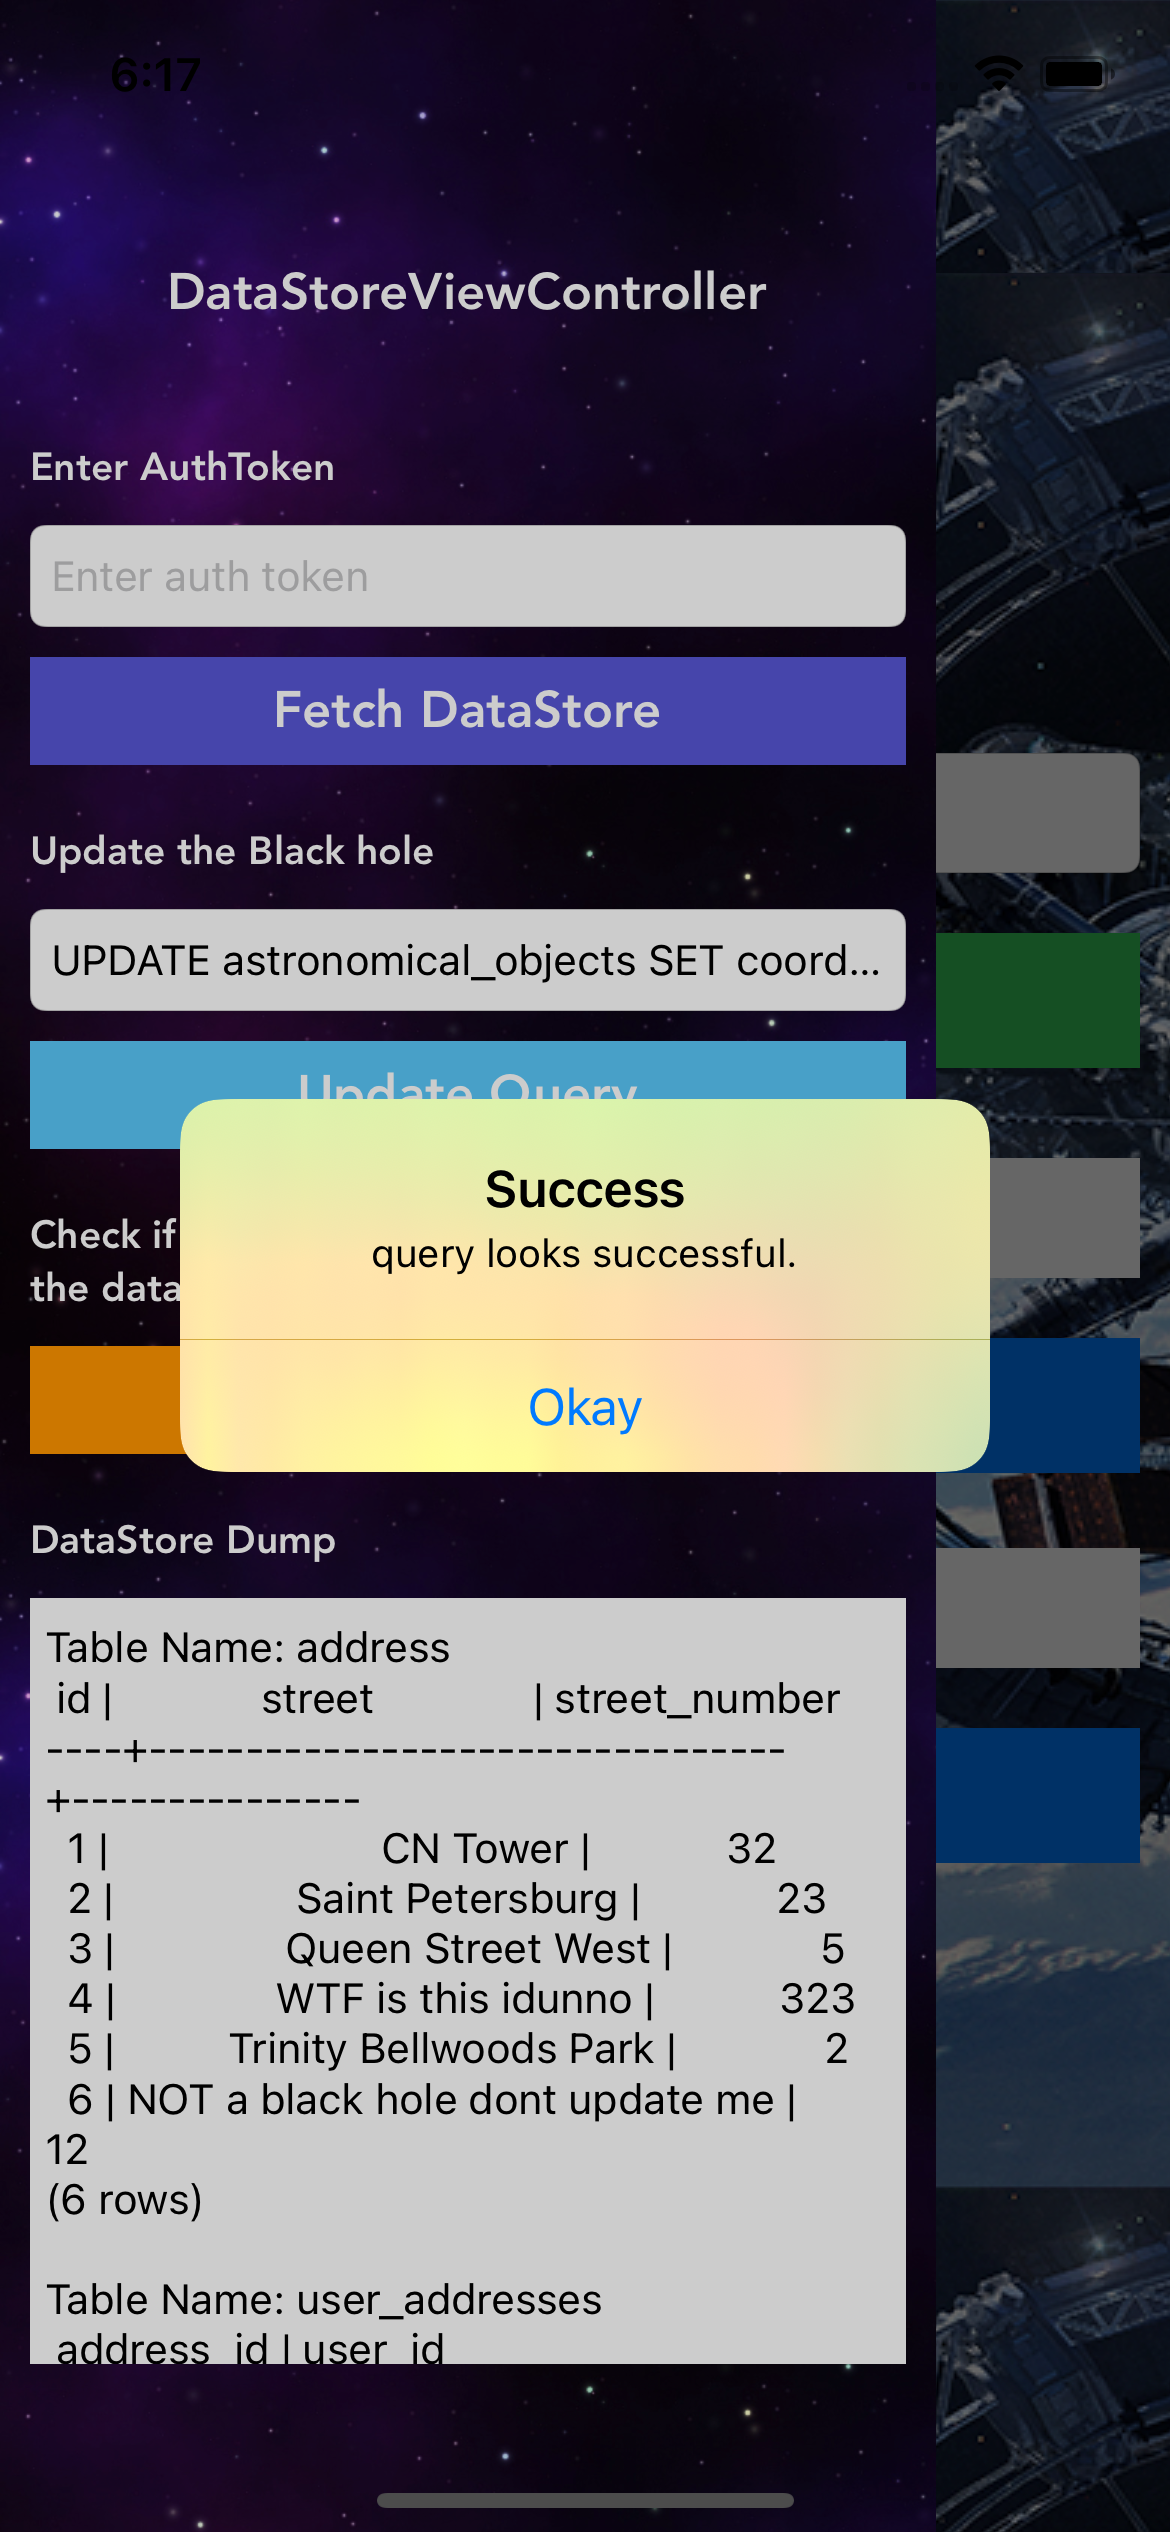 6:17
DataStoreViewController
Enter AuthToken
Enter auth token
Fetch DataStore
Update the Black hole
UPDATE astronomical_objects SET coord...
Update Query
Check if
the data
Success
query looks successful.
Okay
DataStore Dump
Table Name: address
id | street | street_number
----+---------------------------------
+---------------
1 | CN Tower | 32
2 | Saint Petersburg | 23
3 | Queen Street West | 5
4 | WTF is this idunno | 323
5 | Trinity Bellwoods Park | 2
6 | NOT a black hole dont update me |
12
(6 rows)
Table Name: user_addresses
address_id | user_id